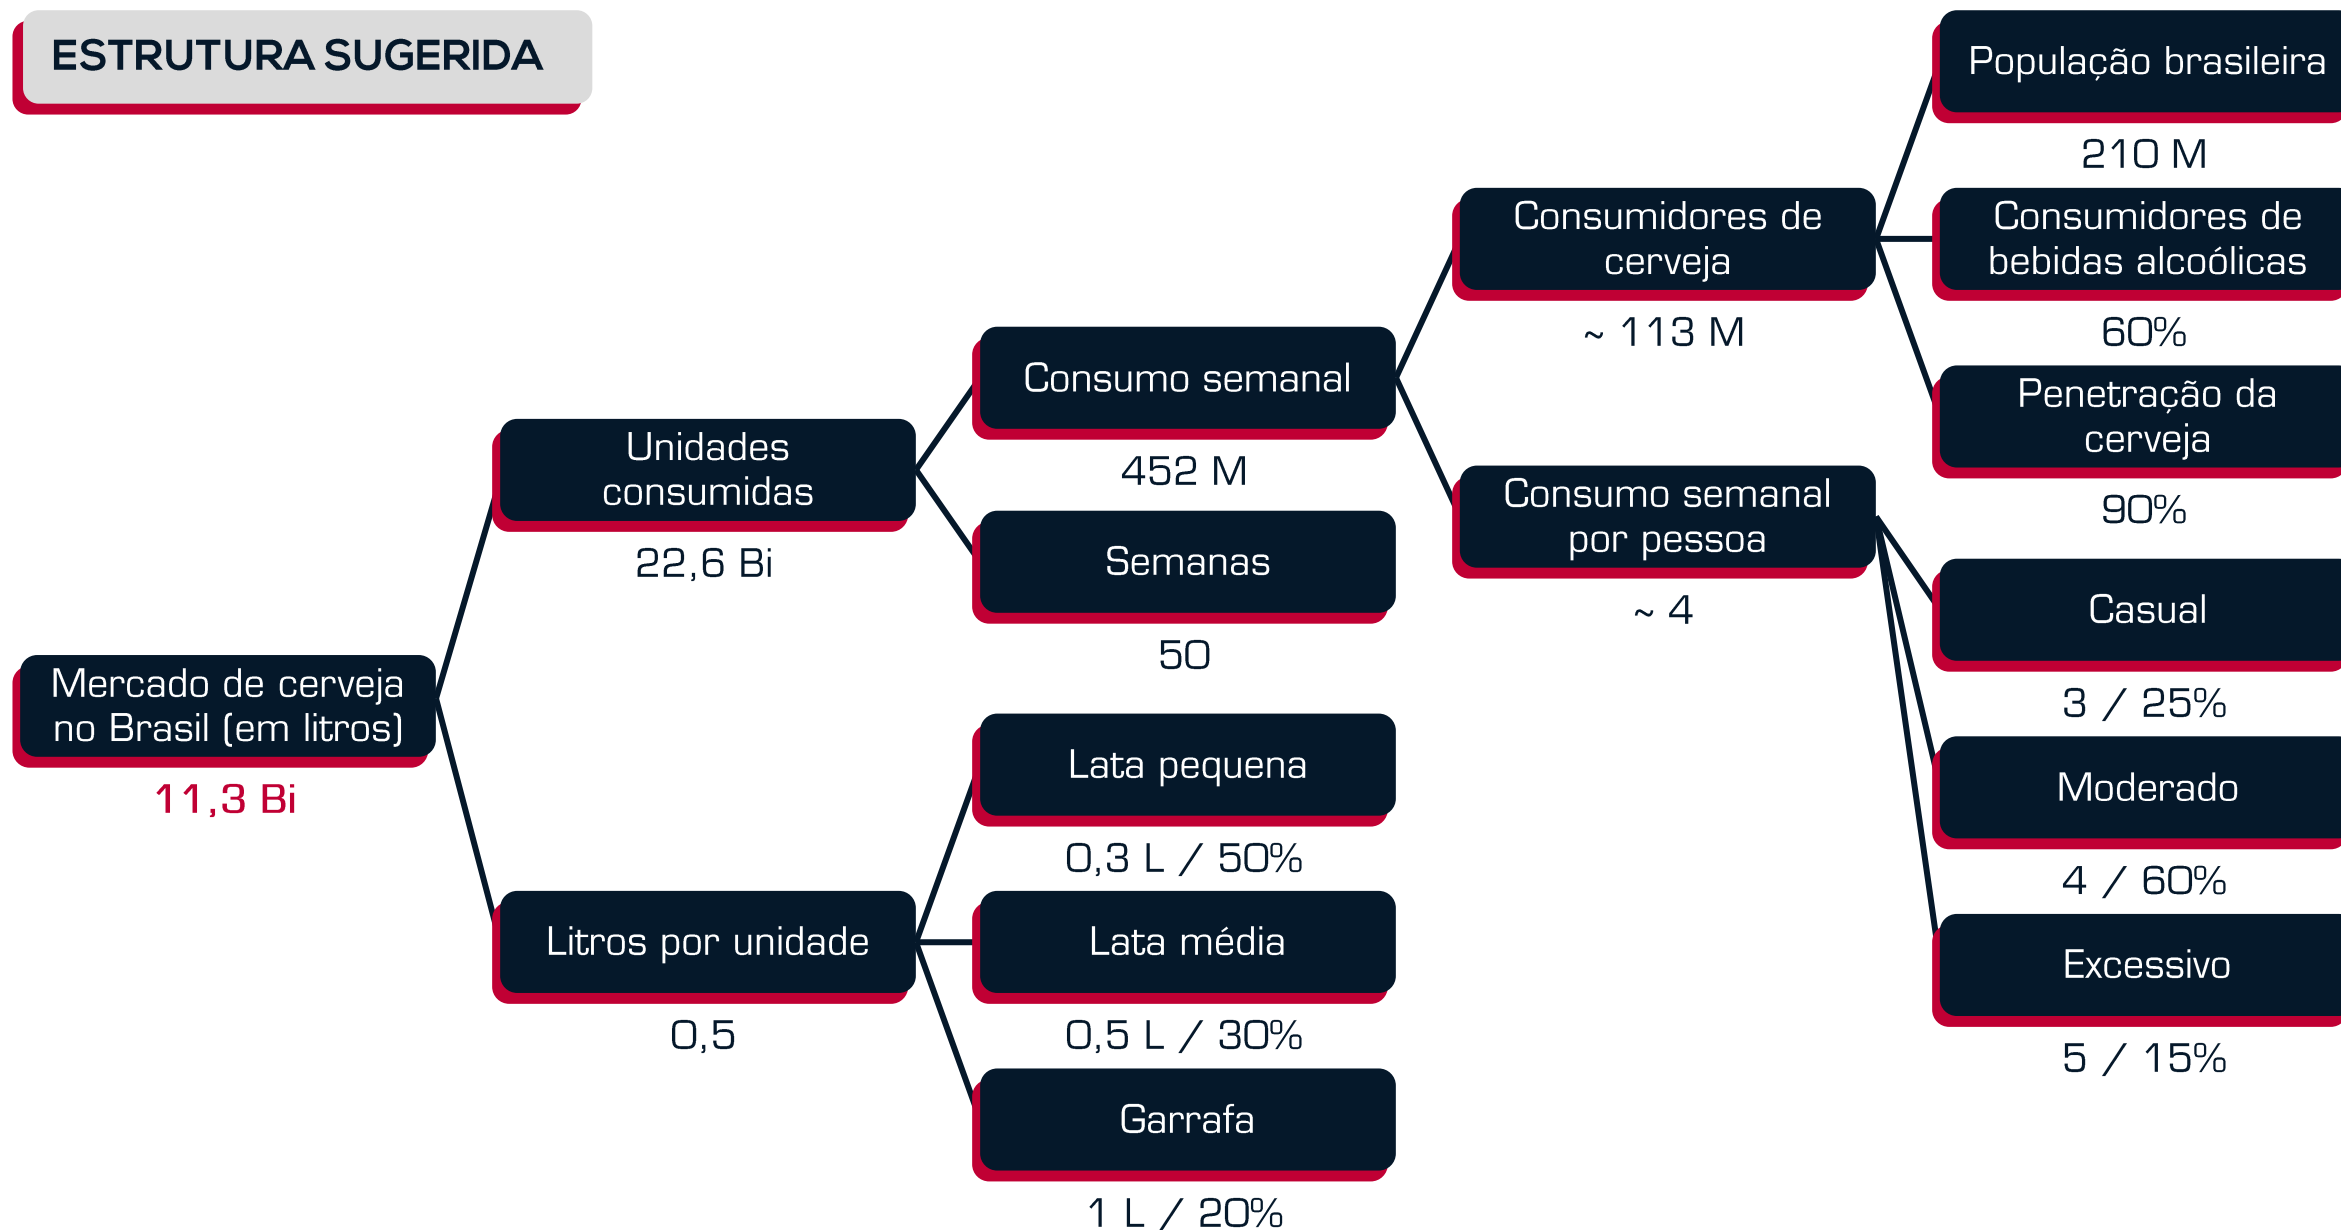 ESTRUTURA SUGERIDA
Mercado de cerveja
no Brasil (em litros)
11,3 Bi
Unidades
consumidas
22,6 Bi
Litros por unidade
0,5
Consumo semanal
452 M
Semanas
50
Lata pequena
0,3 L / 50%
Lata média
0,5 L / 30%
Garrafa
1 L / 20%
Consumidores de
cerveja
~ 113 M
Consumo semanal
por pessoa
~ 4
População brasileira
210 M
Consumidores de
bebidas alcoólicas
60%
Penetração da
cerveja
90%
Casual
3 / 25%
Moderado
4 / 60%
Excessivo
5 / 15%